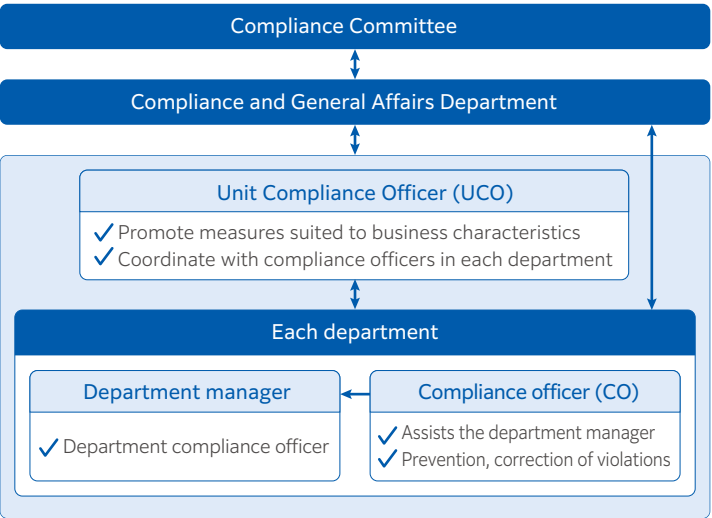 Compliance Committee
Compliance and General Affairs Department
Unit Compliance Officer (UCO)
Promote measures suited to business characteristics
Coordinate with compliance officers in each department
Each department
Department manager
Department compliance officer
Compliance officer (CO)
Assists the department manager
Prevention, correction of violations